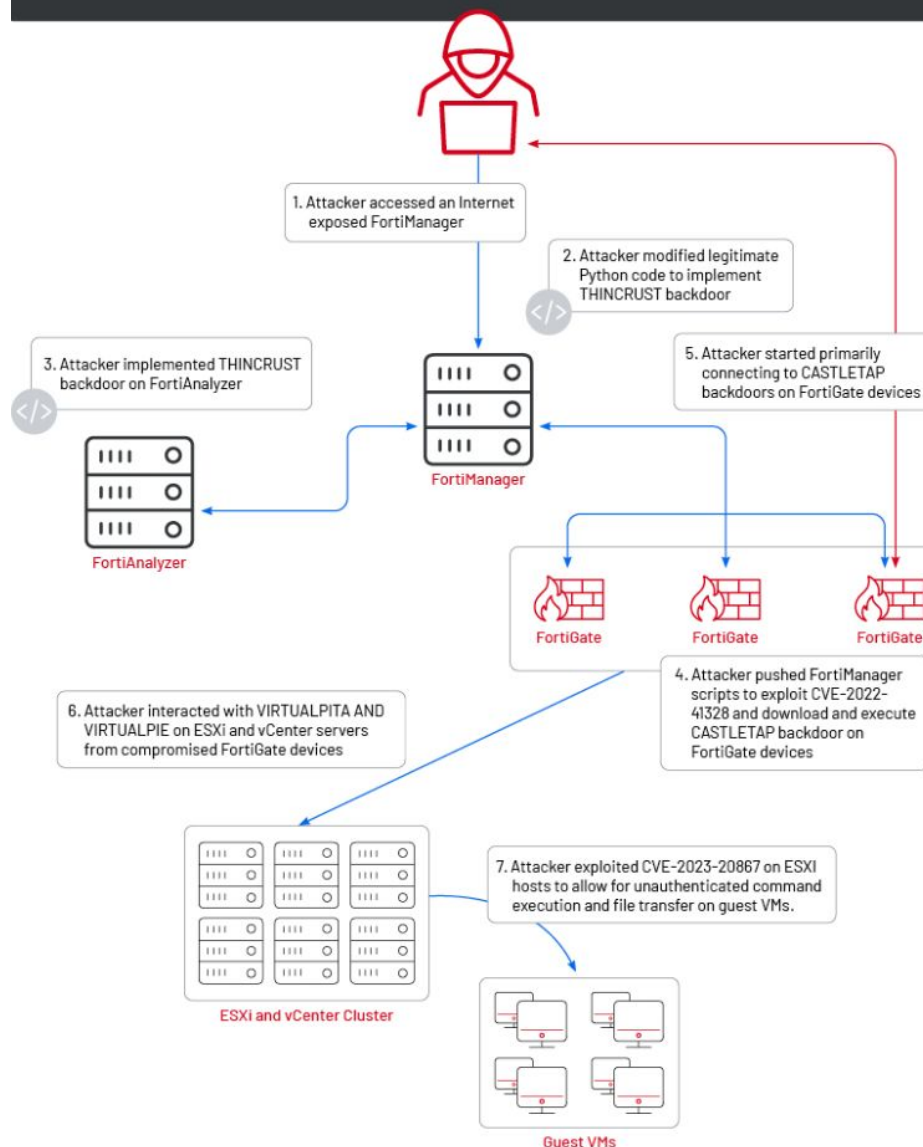 1. Attacker accessed an Internet
exposed FortiManager
2. Attacker modified legitimate
Python code to implement
THINCRUST backdoor
3. Attacker implemented THINCRUST
backdoor on FortiAnalyzer
5. Attacker started primarily
connecting to CASTLETAP
backdoors on FortiGate devices
FortiManager
FortiAnalyzer
FortiGate
FortiGate
FortiGate
4. Attacker pushed FortiManager
scripts to exploit CVE-2022-
41328 and download and execute
CASTLETAP backdoor on
FortiGate devices
6. Attacker interacted with VIRTUALPITA AND
VIRTUALPIE on ESXi and vCenter servers
from compromised FortiGate devices
7. Attacker exploited CVE-2023-20867 on ESXI
hosts to allow for unauthenticated command
execution and file transfer on guest VMs.
ESXi and vCenter Cluster
Guest VMs